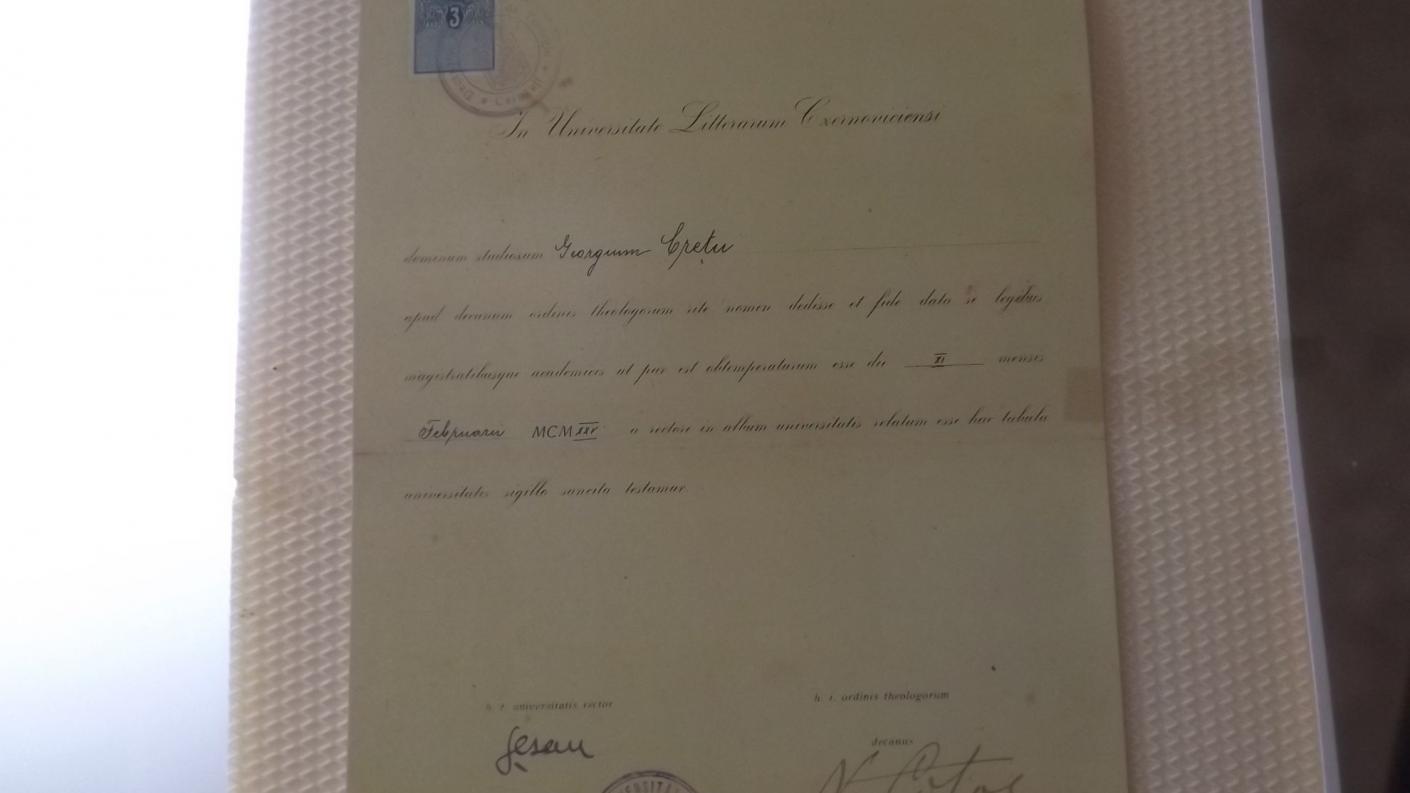 3
In Universitate Litterarum Czernoviciensi
dominum studiosum Georgium Crețu
apud decanum ordinis theologorum rite nomen dedisse et fide data se legibus
magistratibusque academicis ut par est obtemperaturum esse die XI mensis
Februarii MCMXXV a rectore in album universitatis relatum esse hac tabula
universitatis sigillo sancita testamur.
h. t. universitatis rector
h. t. ordinis theologorum
decanus